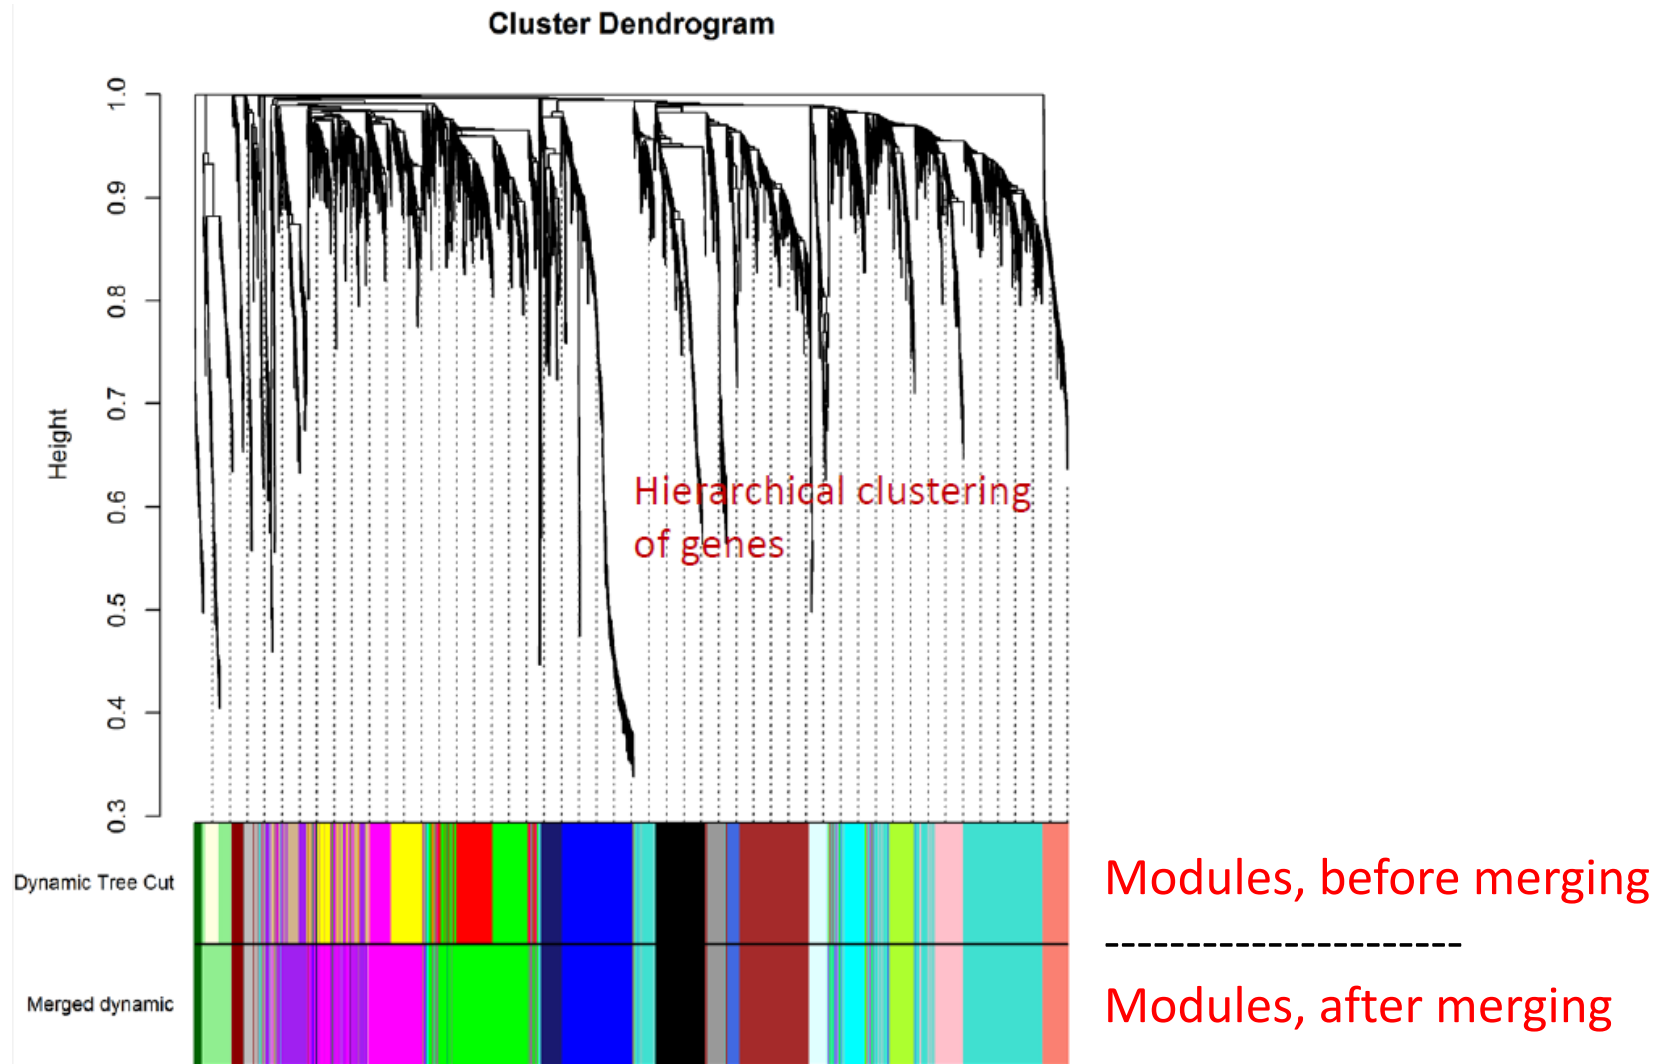 Cluster Dendrogram
1.0
0.9
0.8
0.7
0.6
0.5
0.4
0.3
Height
Hierarchical clustering
of genes
Dynamic Tree Cut
Modules, before merging
----------------------
Merged dynamic
Modules, after merging